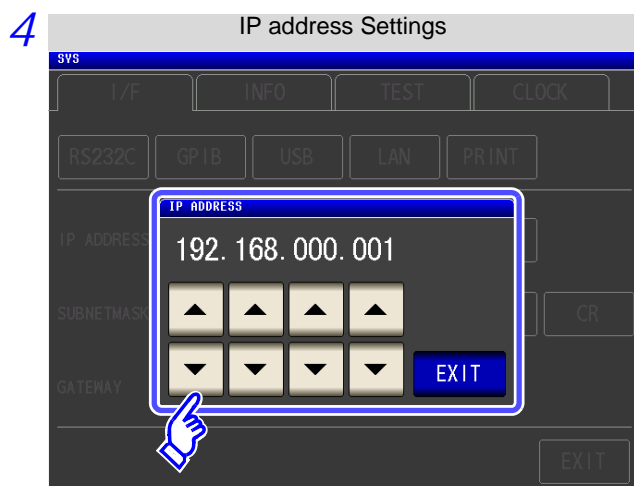 4 IP address Settings
SYS
I/F INFO TEST CLOCK
RS232C GPIB USB LAN PRINT
IP ADDRESS
IP ADDRESS
192.168.000.001
SUBNETMASK CR
EXIT
GATEWAY
EXIT